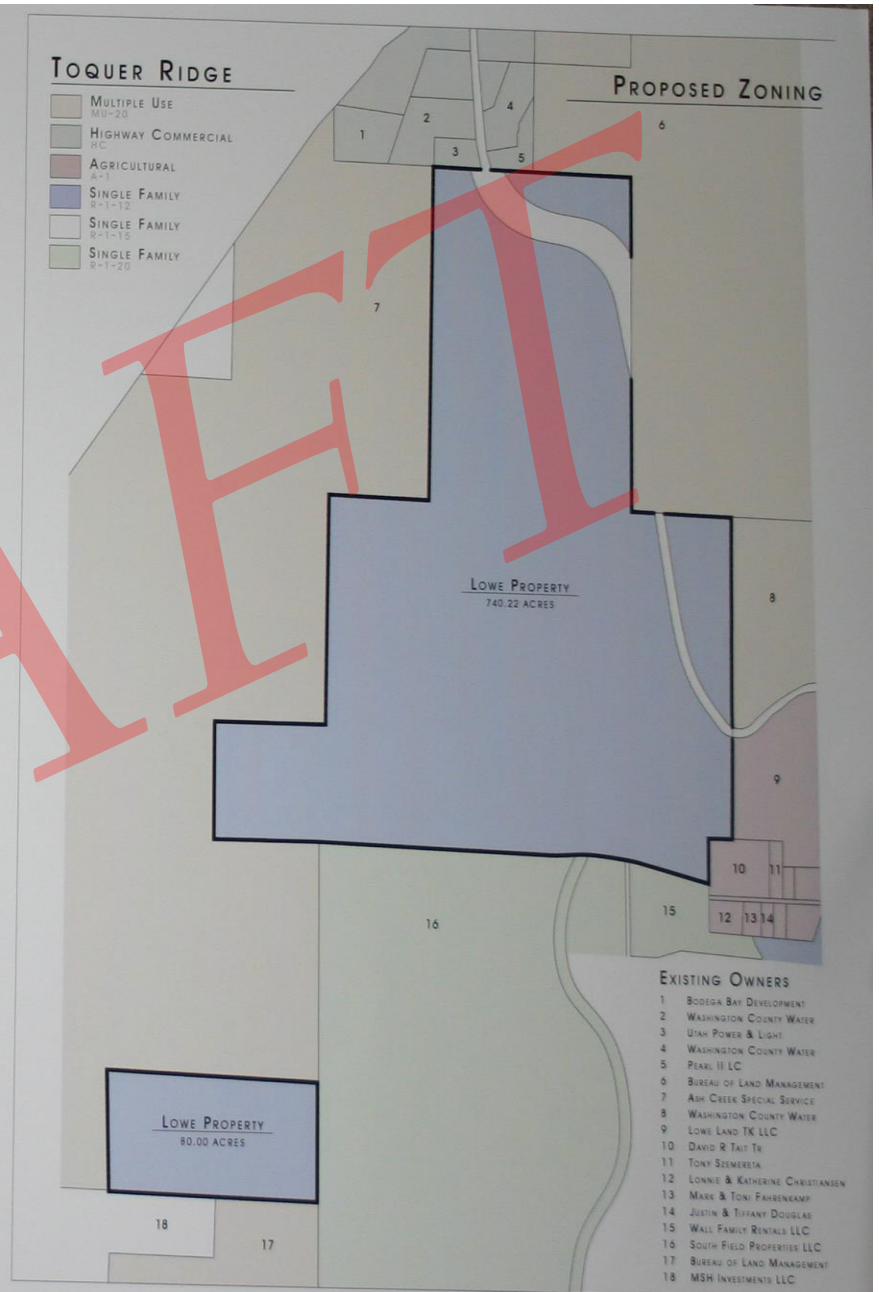 TOQUER RIDGE
PROPOSED ZONING
MULTIPLE USE
MU-20
HIGHWAY COMMERCIAL
HC
AGRICULTURAL
A-1
SINGLE FAMILY
R-1-12
SINGLE FAMILY
R-1-15
SINGLE FAMILY
R-1-20
1
2
3
4
5
6
7
AFT
LOWE PROPERTY
740.22 ACRES
8
9
10
11
12
13
14
15
16
LOWE PROPERTY
80.00 ACRES
18
17
EXISTING OWNERS
1 BODEGA BAY DEVELOPMENT
2 WASHINGTON COUNTY WATER
3 UTAH POWER & LIGHT
4 WASHINGTON COUNTY WATER
5 PEARL II LC
6 BUREAU OF LAND MANAGEMENT
7 ASH CREEK SPECIAL SERVICE
8 WASHINGTON COUNTY WATER
9 LOWE LAND TK LLC
10 DAVID R TAIT TR
11 TONY SZEMERETA
12 LONNIE & KATHERINE CHRISTIANSEN
13 MARK & TONI FAHRENKAMP
14 JUSTIN & TIFFANY DOUGLAS
15 WALL FAMILY RENTALS LLC
16 SOUTH FIELD PROPERTIES LLC
17 BUREAU OF LAND MANAGEMENT
18 MSH INVESTMENTS LLC